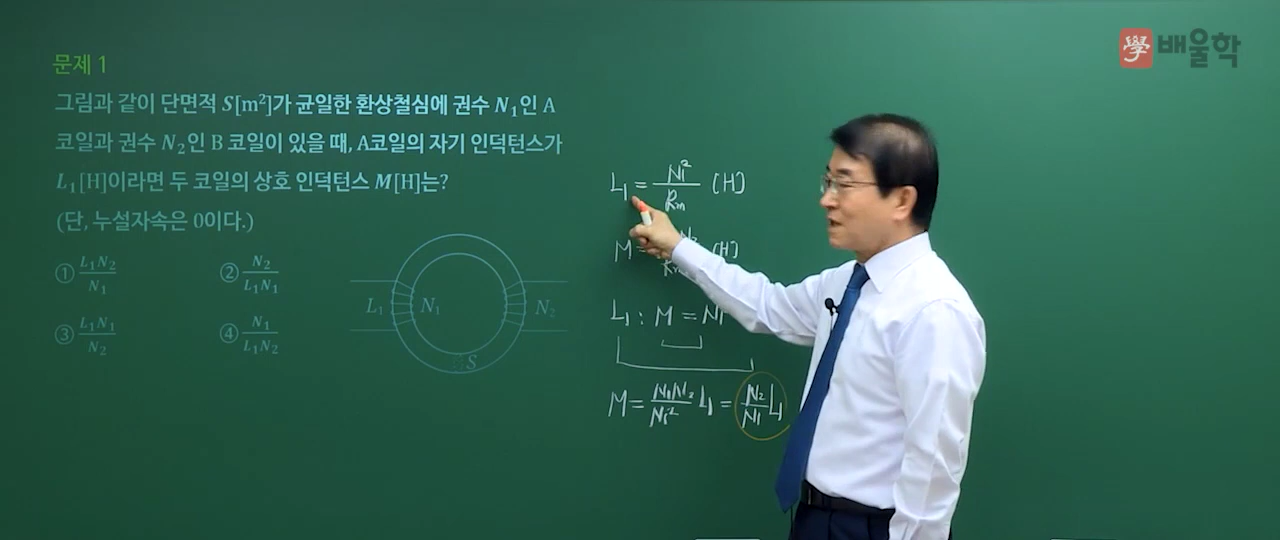 學 배울학
문제 1
그림과 같이 단면적 S[m²]가 균일한 환상철심에 권수 N₁인 A
코일과 권수 N₂인 B 코일이 있을 때, A코일의 자기 인덕턴스가
L₁[H]이라면 두 코일의 상호 인덕턴스 M[H]는?
(단, 누설자속은 0이다.)
① L₁N₂/N₁ ② N₂/L₁N₁
③ L₁N₁/N₂ ④ N₁/L₁N₂
L₁ N₁ N₂
S
L₁ = N₁²/Rm [H]
M = [H]
L₁ : M = N₁
M = N₁N₂/N₁² L₁ = N₂/N₁ L₁